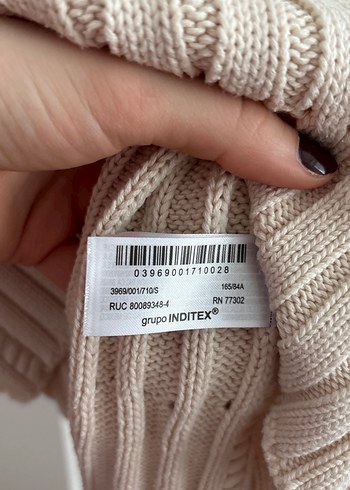 03969001710028
3969/001/710/S 165/84A
RUC 80089348-4 RN 77302
grupo INDITEX®